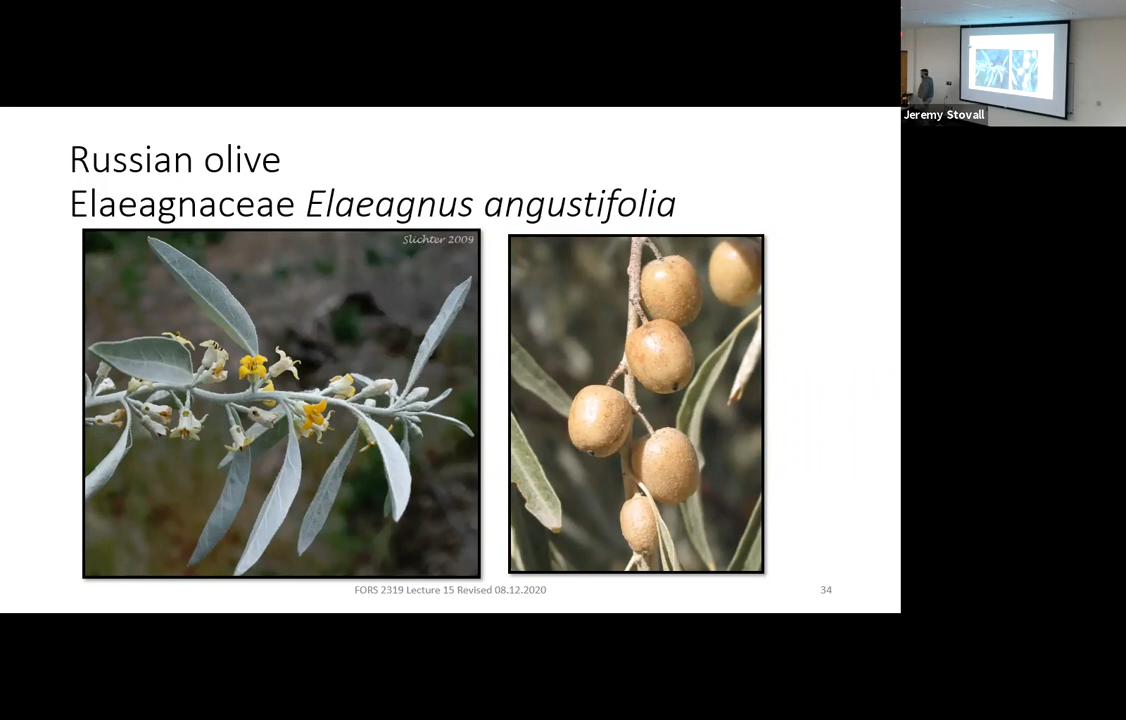 Jeremy Stovall
Russian olive
Elaeagnaceae Elaeagnus angustifolia
Slichter 2009
FORS 2319 Lecture 15 Revised 08.12.2020
34